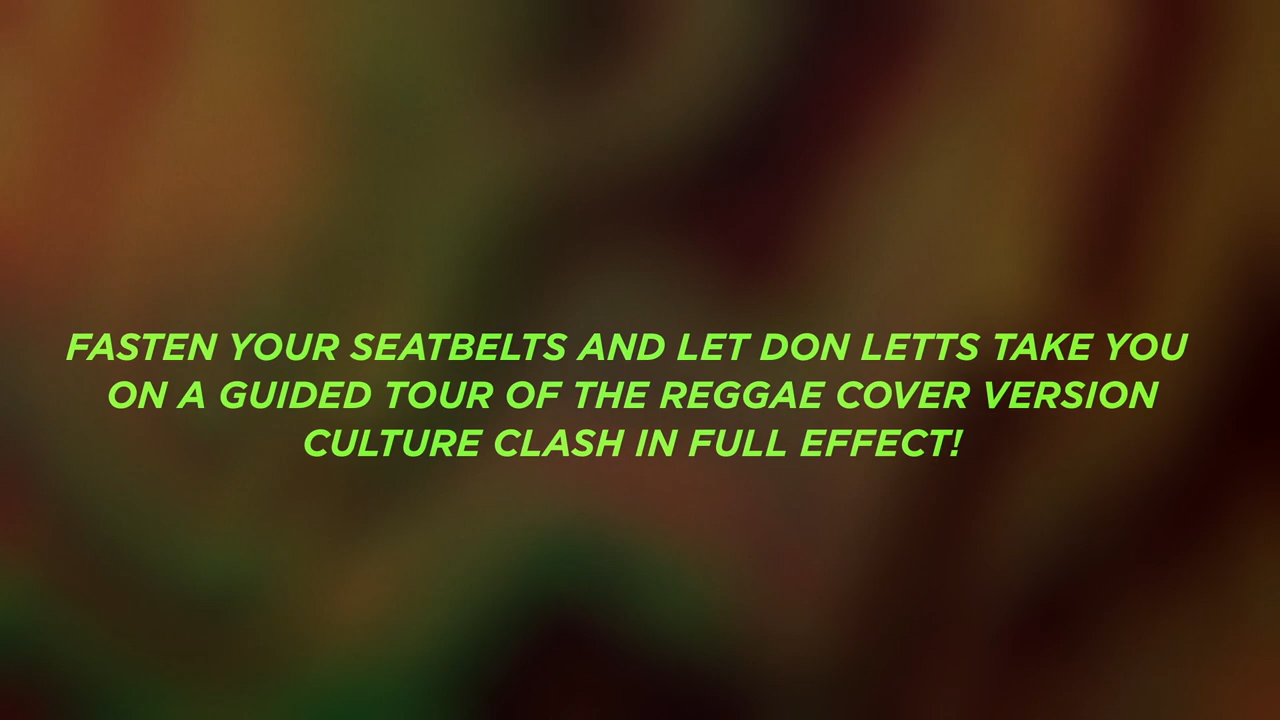 FASTEN YOUR SEATBELTS AND LET DON LETTS TAKE YOU
ON A GUIDED TOUR OF THE REGGAE COVER VERSION
CULTURE CLASH IN FULL EFFECT!